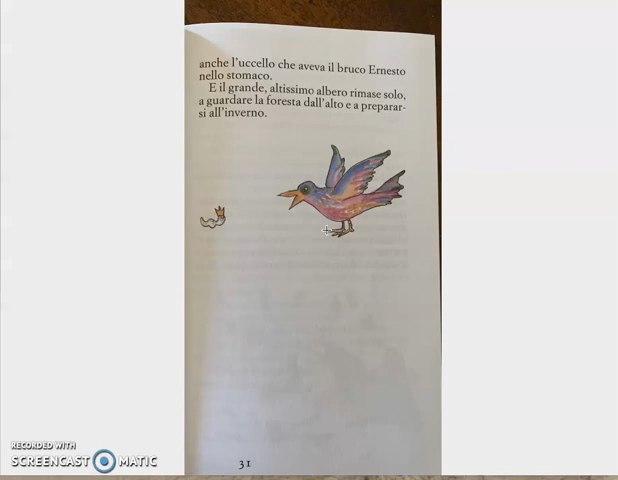 anche l'uccello che aveva il bruco Ernesto
nello stomaco.
E il grande, altissimo albero rimase solo,
a guardare la foresta dall'alto e a preparar-
si all'inverno.
31
RECORDED WITH
SCREENCAST MATIC